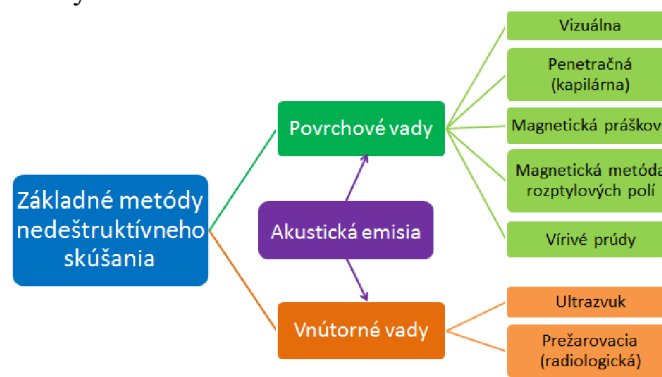 Základné metódy
nedeštruktívneho
skúšania
Povrchové vady
Akustická emisia
Vnútorné vady
Vizuálna
Penetračná
(kapilárna)
Magnetická prášková
Magnetická metóda
rozptylových polí
Vírivé prúdy
Ultrazvuk
Prežarovacia
(radiologická)